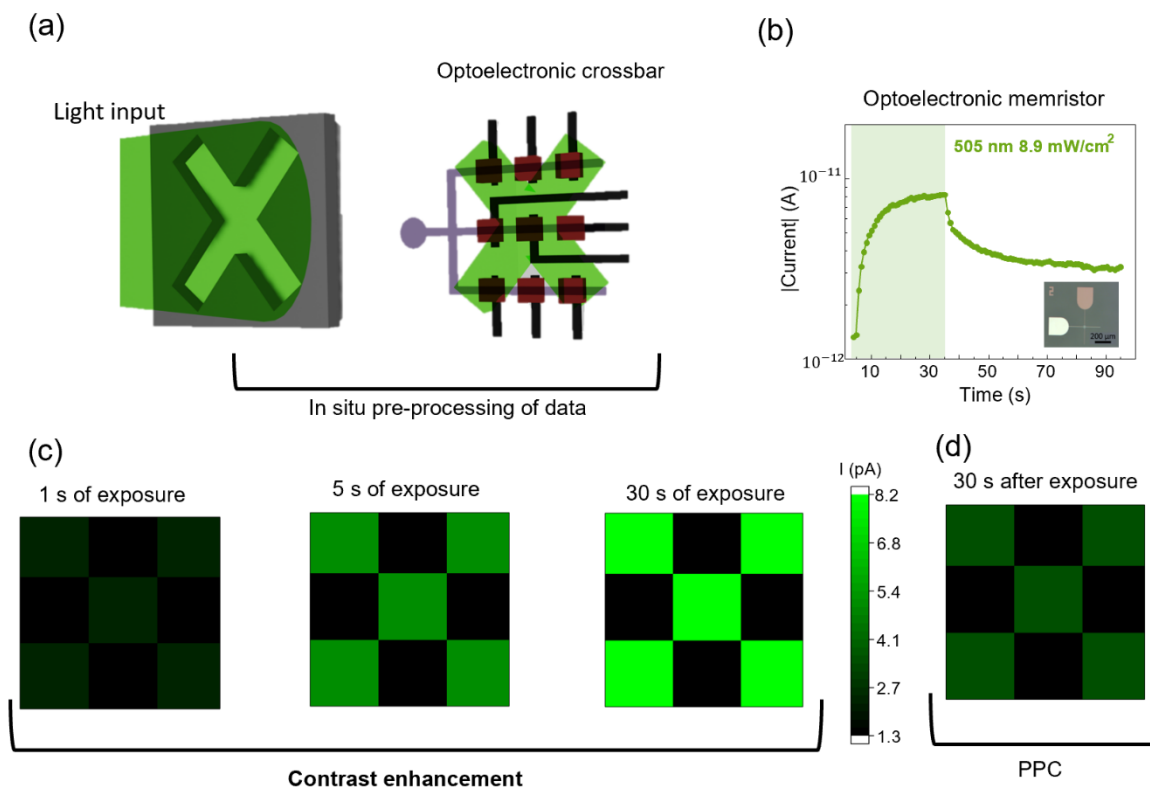 (a)
Light input
Optoelectronic crossbar
In situ pre-processing of data
(b)
Optoelectronic memristor
505 nm 8.9 mW/cm²
|Current| (A)
10⁻¹¹
10⁻¹²
200 µm
10 30 50 70 90
Time (s)
(c)
1 s of exposure
5 s of exposure
30 s of exposure
I (pA)
8.2
6.8
5.4
4.1
2.7
1.3
Contrast enhancement
(d)
30 s after exposure
PPC